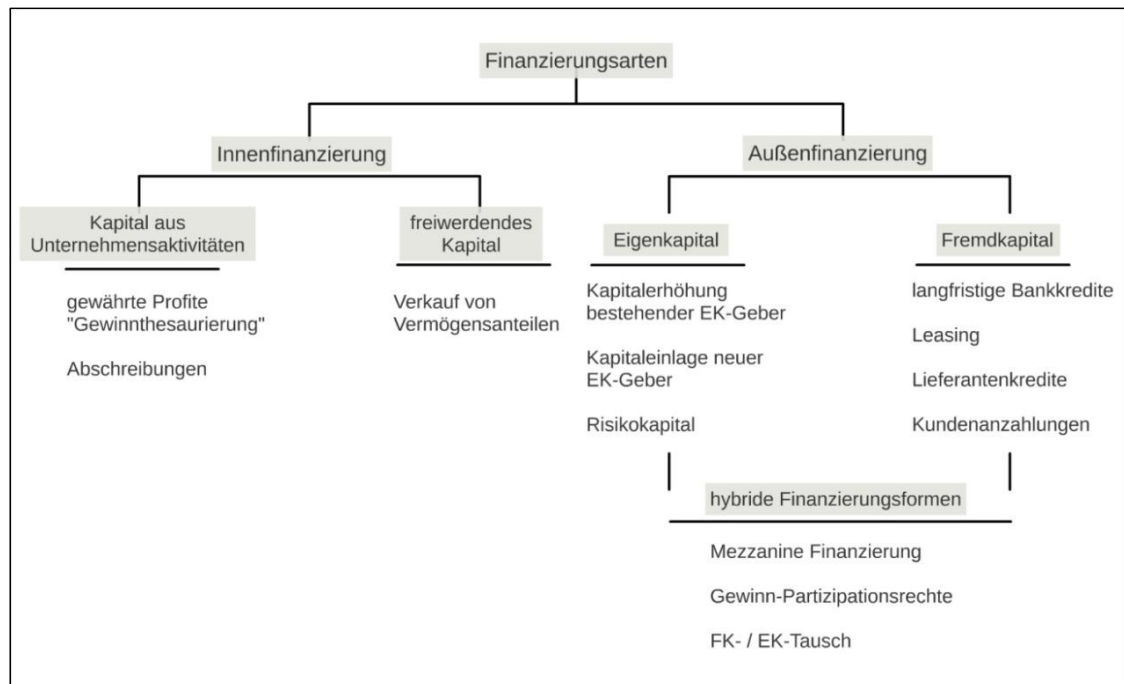 Finanzierungsarten
Innenfinanzierung
Außenfinanzierung
Kapital aus
Unternehmensaktivitäten
freiwerdendes
Kapital
Eigenkapital
Fremdkapital
gewährte Profite
"Gewinnthesaurierung"
Abschreibungen
Verkauf von
Vermögensanteilen
Kapitalerhöhung
bestehender EK-Geber
Kapitaleinlage neuer
EK-Geber
Risikokapital
langfristige Bankkredite
Leasing
Lieferantenkredite
Kundenanzahlungen
hybride Finanzierungsformen
Mezzanine Finanzierung
Gewinn-Partizipationsrechte
FK- / EK-Tausch